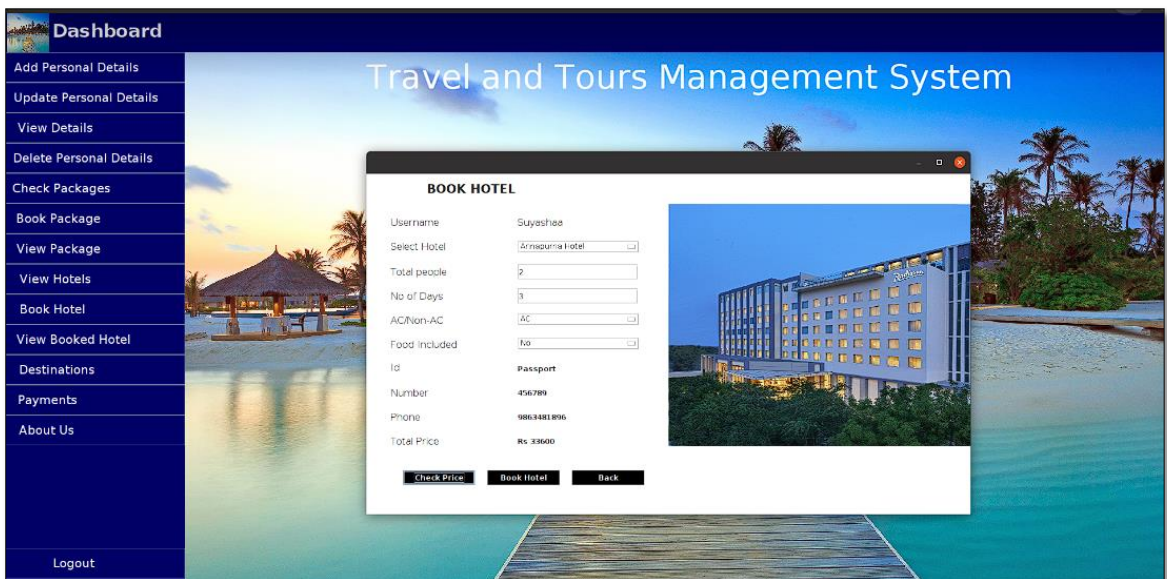 Dashboard
Travel and Tours Management System
Add Personal Details
Update Personal Details
View Details
Delete Personal Details
Check Packages
Book Package
View Package
View Hotels
Book Hotel
View Booked Hotel
Destinations
Payments
About Us
Logout
BOOK HOTEL
Username Suyashaa
Select Hotel Annapurna Hotel
Total people 2
No of Days 3
AC/Non-AC AC
Food Included No
Id Passport
Number 456789
Phone 9863481896
Total Price Rs 33600
Check Price Book Hotel Back
Radisson